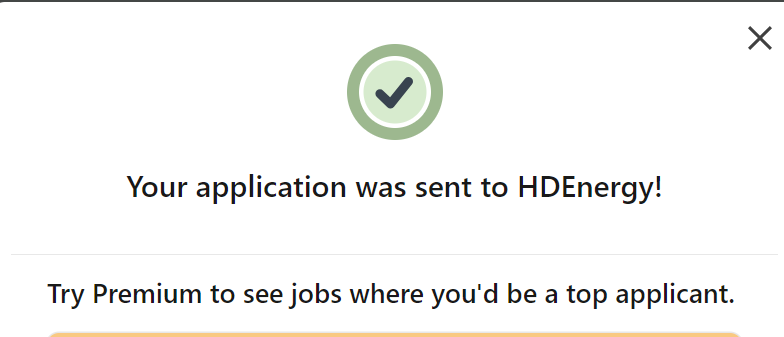 Your application was sent to HDEnergy!
Try Premium to see jobs where you'd be a top applicant.